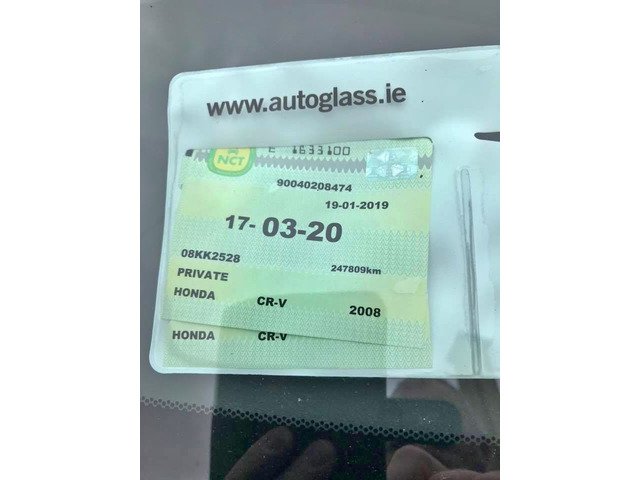 www.autoglass.ie
E 1633100
NCT
90040208474
19-01-2019
17- 03-20
08KK2528
247809km
PRIVATE
HONDA CR-V 2008
HONDA CR-V